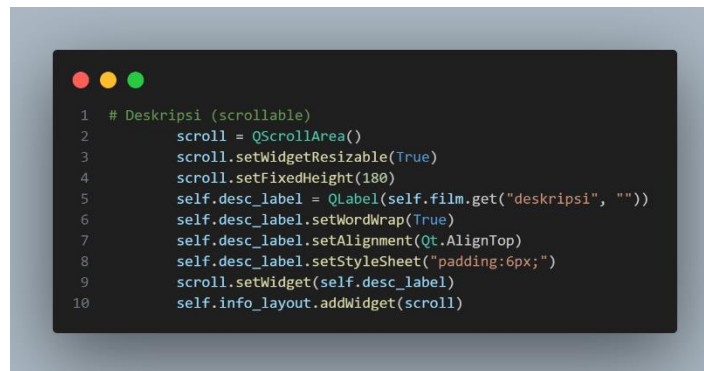 1 # Deskripsi (scrollable)
2         scroll = QScrollArea()
3         scroll.setWidgetResizable(True)
4         scroll.setFixedHeight(180)
5         self.desc_label = QLabel(self.film.get("deskripsi", ""))
6         self.desc_label.setWordWrap(True)
7         self.desc_label.setAlignment(Qt.AlignTop)
8         self.desc_label.setStyleSheet("padding:6px;")
9         scroll.setWidget(self.desc_label)
10         self.info_layout.addWidget(scroll)